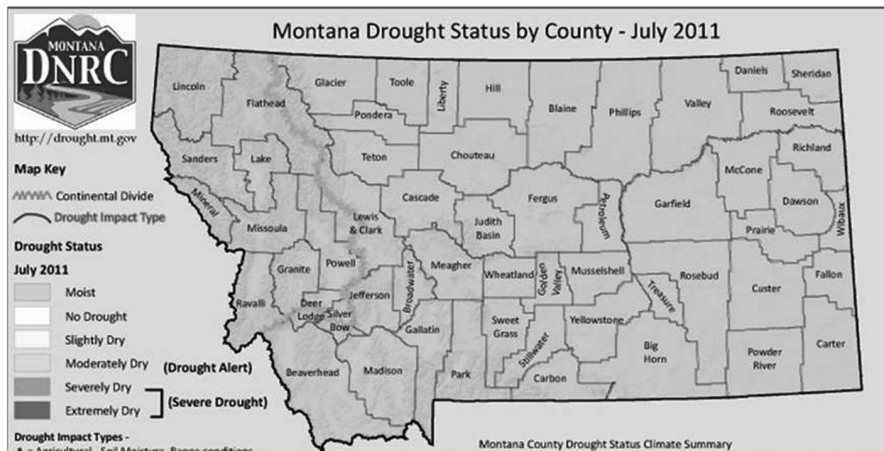 Montana Drought Status by County - July 2011
MONTANA
DNRC
http://drought.mt.gov
Map Key
Continental Divide
Drought Impact Type
Drought Status
July 2011
Moist
No Drought
Slightly Dry
Moderately Dry (Drought Alert)
Severely Dry
(Severe Drought)
Extremely Dry
Drought Impact Types -
Agricultural - Soil Moisture, Range conditions
Lincoln
Flathead
Glacier
Toole
Liberty
Hill
Blaine
Phillips
Valley
Daniels
Sheridan
Roosevelt
Pondera
Sanders
Lake
Teton
Chouteau
Richland
McCone
Mineral
Missoula
Lewis
& Clark
Cascade
Judith
Basin
Fergus
Petroleum
Garfield
Dawson
Wibaux
Prairie
Granite
Powell
Ravalli
Deer
Lodge
Silver
Bow
Jefferson
Broadwater
Meagher
Wheatland
Golden
Valley
Musselshell
Treasure
Rosebud
Custer
Fallon
Gallatin
Sweet
Grass
Stillwater
Yellowstone
Big
Horn
Powder
River
Carter
Beaverhead
Madison
Park
Carbon
Montana County Drought Status Climate Summary